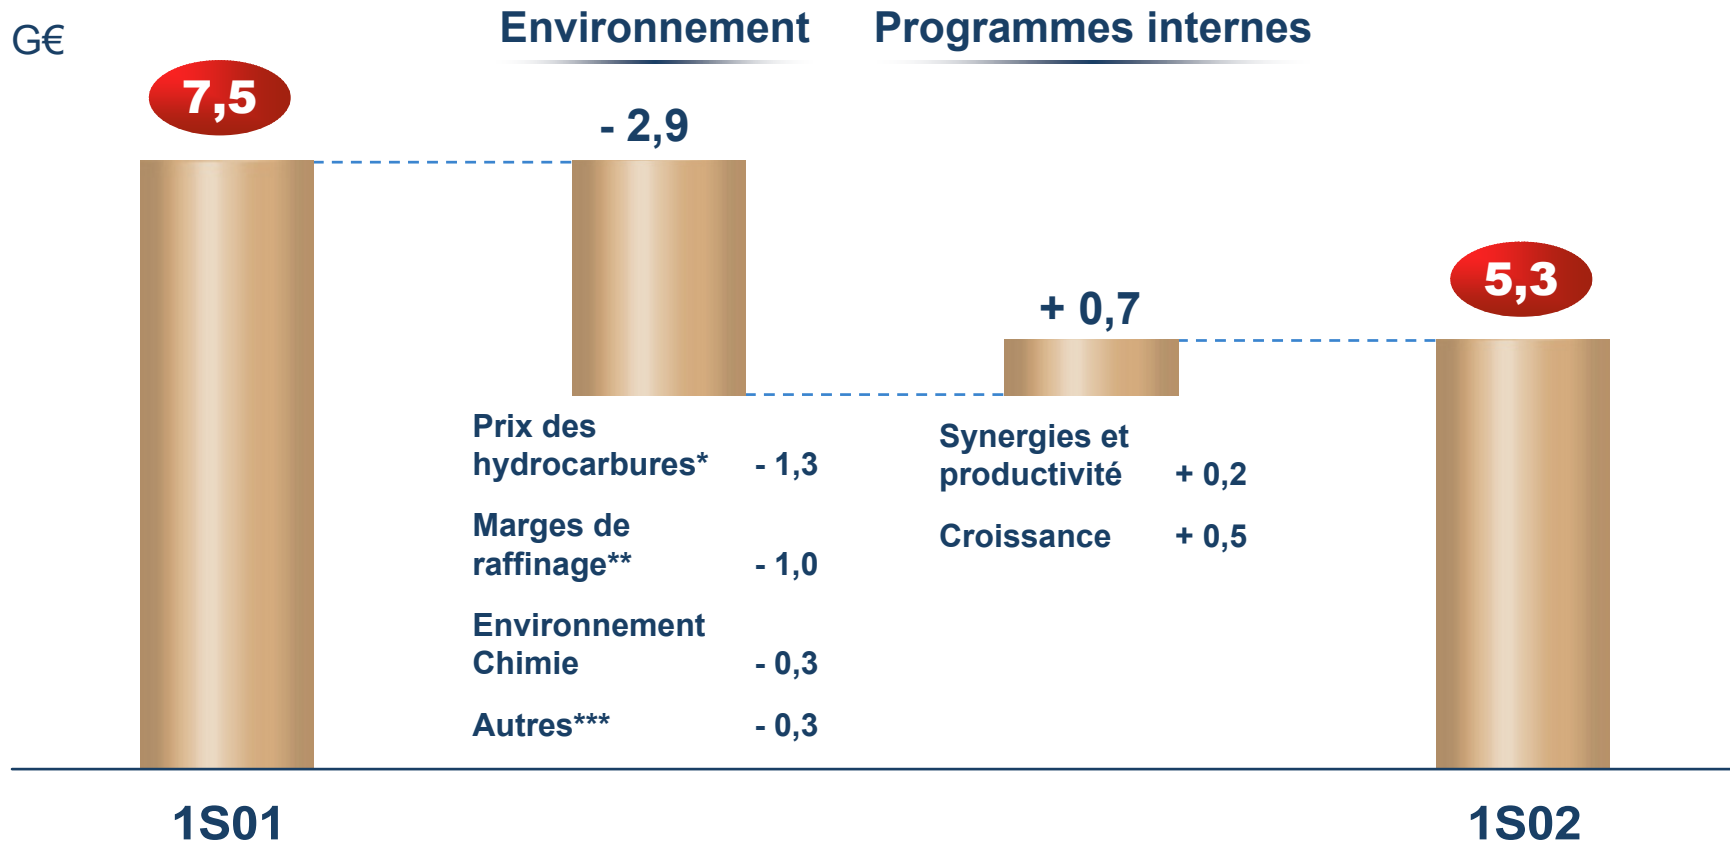 G€
Environnement
Programmes internes
7,5
- 2,9
+ 0,7
5,3
Prix des
hydrocarbures* - 1,3
Marges de
raffinage** - 1,0
Environnement
Chimie - 0,3
Autres*** - 0,3
Synergies et
productivité + 0,2
Croissance + 0,5
1S01
1S02